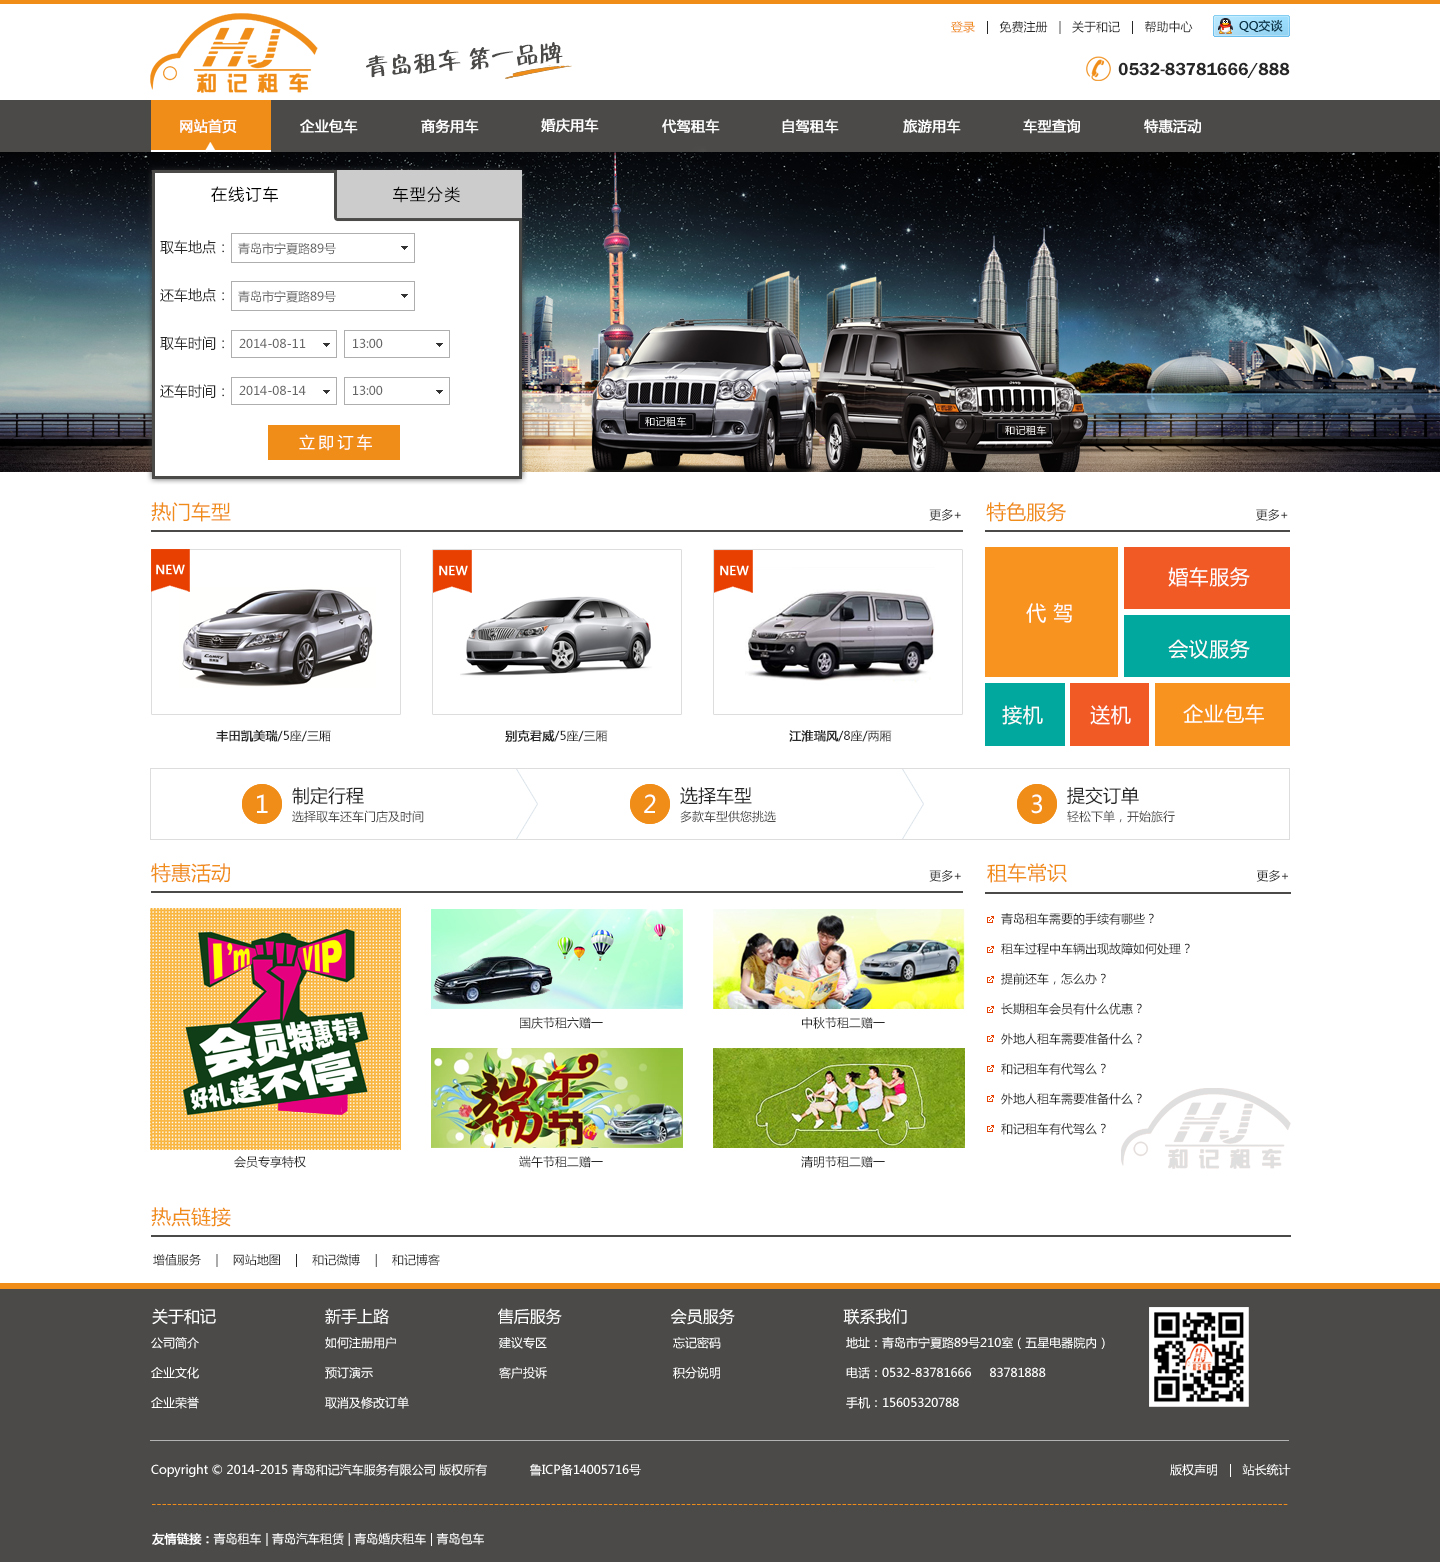 登录 | 免费注册 | 关于和记 | 帮助中心 QQ交谈
HJ
和记租车
青岛租车 第一品牌
0532-83781666/888
网站首页 企业包车 商务用车 婚庆用车 代驾租车 自驾租车 旅游用车 车型查询 特惠活动
在线订车 车型分类
取车地点： 青岛市宁夏路89号
还车地点： 青岛市宁夏路89号
取车时间： 2014-08-11 13:00
还车时间： 2014-08-14 13:00
立即订车
和记租车 和记租车
热门车型 更多+
NEW NEW NEW
CAMRY
丰田凯美瑞/5座/三厢 别克君威/5座/三厢 江淮瑞风/8座/两厢
特色服务 更多+
代 驾
婚车服务
会议服务
接机 送机 企业包车
1 制定行程
选择取车还车门店及时间
2 选择车型
多款车型供您挑选
3 提交订单
轻松下单，开始旅行
特惠活动 更多+
I'm VIP
会员特惠专享
好礼送不停
会员专享特权
国庆节租六赠一 中秋节租二赠一
端午节
端午节租二赠一 清明节租二赠一
租车常识 更多+
青岛租车需要的手续有哪些？
租车过程中车辆出现故障如何处理？
提前还车，怎么办？
长期租车会员有什么优惠？
外地人租车需要准备什么？
和记租车有代驾么？
外地人租车需要准备什么？
和记租车有代驾么？
HJ
和记租车
热点链接
增值服务 | 网站地图 | 和记微博 | 和记博客
关于和记 新手上路 售后服务 会员服务 联系我们
公司简介 如何注册用户 建议专区 忘记密码 地址：青岛市宁夏路89号210室（五星电器院内）
企业文化 预订演示 客户投诉 积分说明 电话：0532-83781666 83781888
企业荣誉 取消及修改订单 手机：15605320788
Copyright © 2014-2015 青岛和记汽车服务有限公司 版权所有 鲁ICP备14005716号 版权声明 | 站长统计
友情链接：青岛租车 | 青岛汽车租赁 | 青岛婚庆租车 | 青岛包车